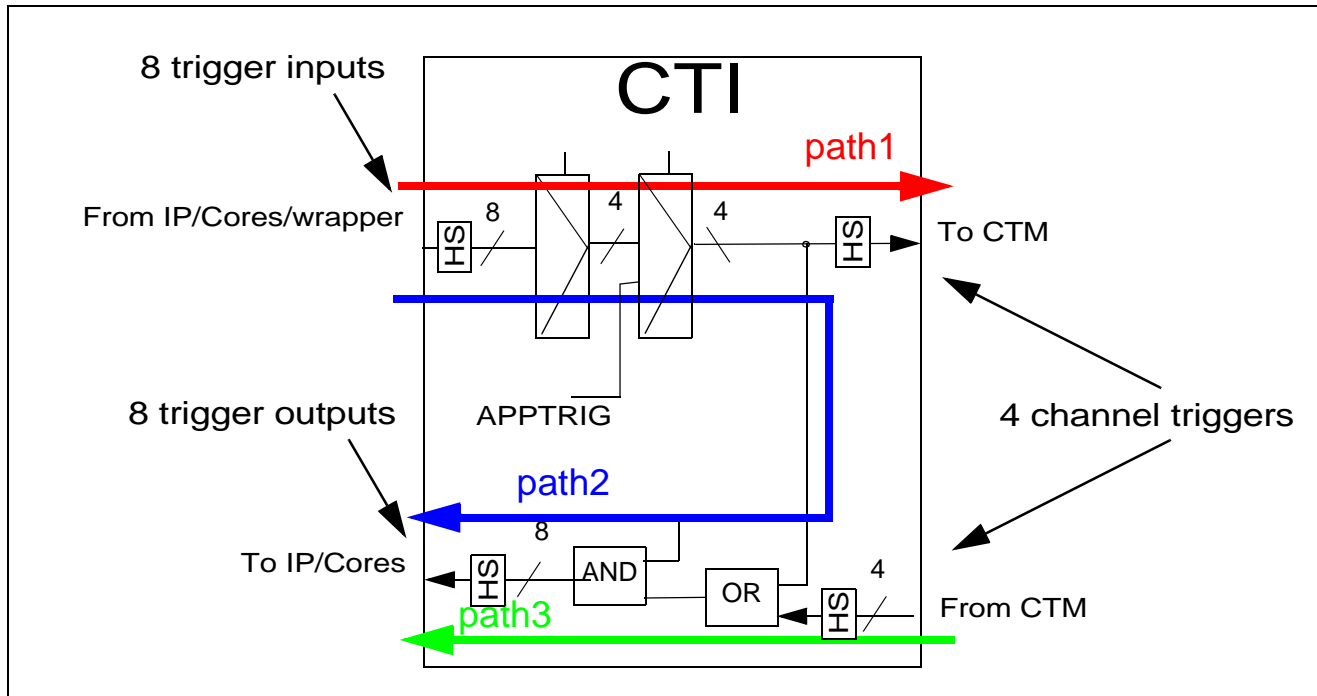 8 trigger inputs
CTI
path1
From IP/Cores/wrapper
8
4
4
HS
HS
To CTM
APPTRIG
8 trigger outputs
4 channel triggers
path2
To IP/Cores
HS
8
AND
OR
HS
4
From CTM
path3